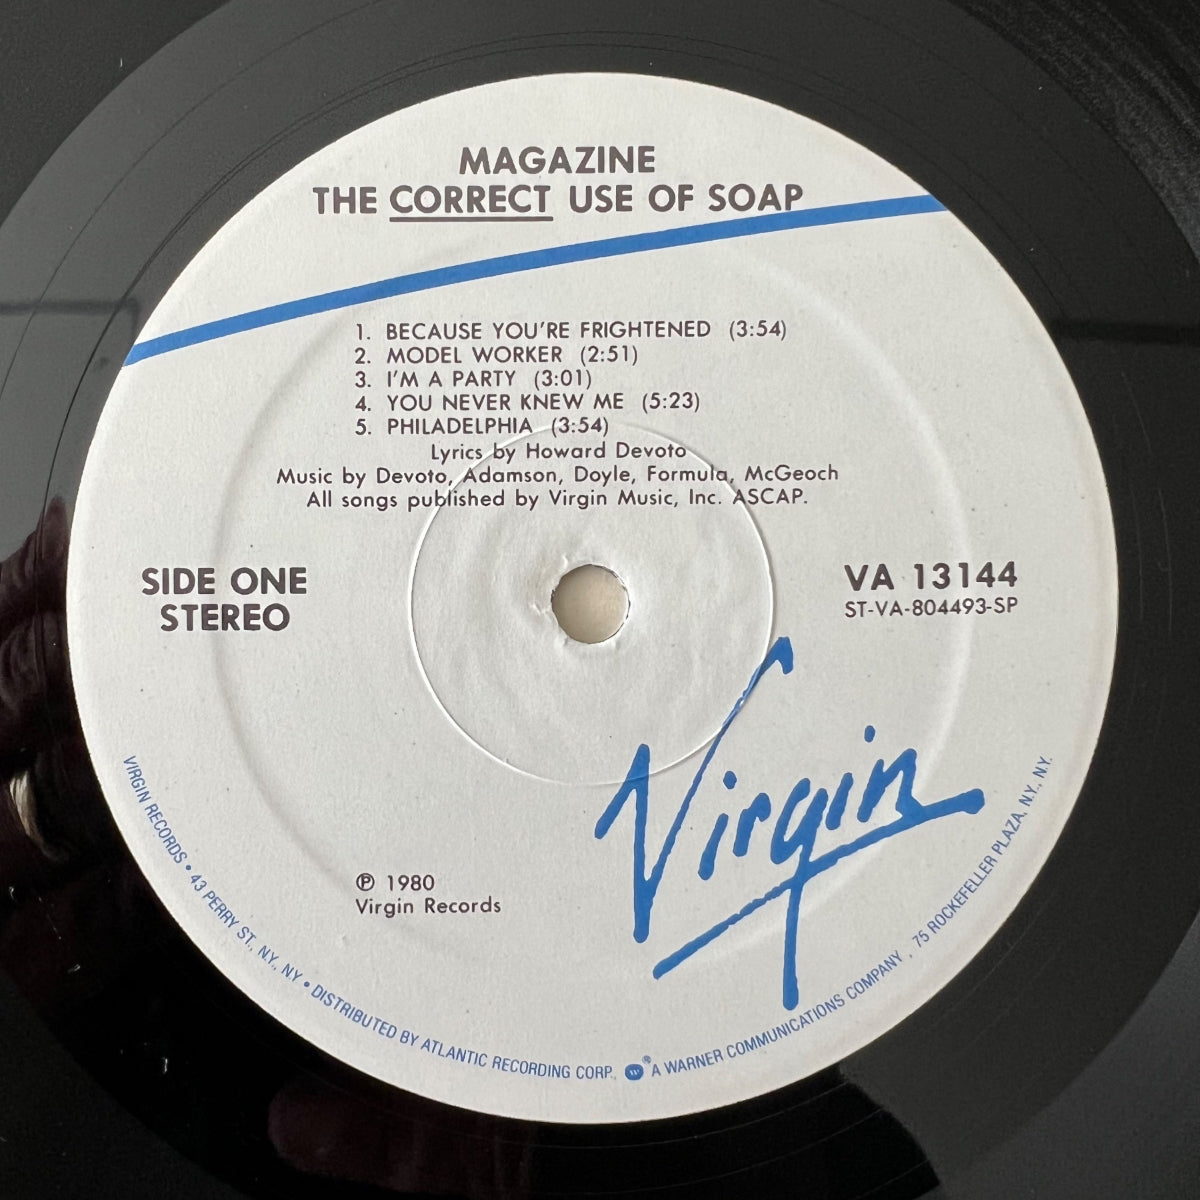 MAGAZINE
THE CORRECT USE OF SOAP
1. BECAUSE YOU'RE FRIGHTENED (3:54)
2. MODEL WORKER (2:51)
3. I'M A PARTY (3:01)
4. YOU NEVER KNEW ME (5:23)
5. PHILADELPHIA (3:54)
Lyrics by Howard Devoto
Music by Devoto, Adamson, Doyle, Formula, McGeoch
All songs published by Virgin Music, Inc. ASCAP.
SIDE ONE
STEREO
VA 13144
ST-VA-804493-SP
Virgin
℗ 1980
Virgin Records
VIRGIN RECORDS • 43 PERRY ST., N.Y., NY • DISTRIBUTED BY ATLANTIC RECORDING CORP. W ® A WARNER COMMUNICATIONS COMPANY , 75 ROCKEFELLER PLAZA, N.Y., N.Y.